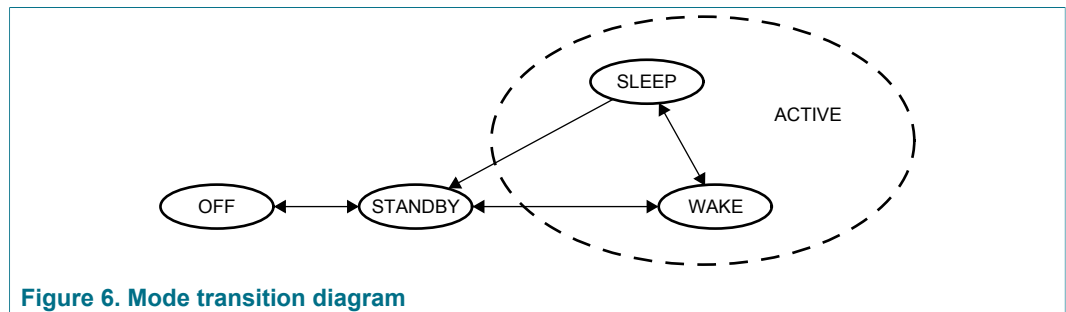 SLEEP
ACTIVE
OFF
STANDBY
WAKE
Figure 6. Mode transition diagram